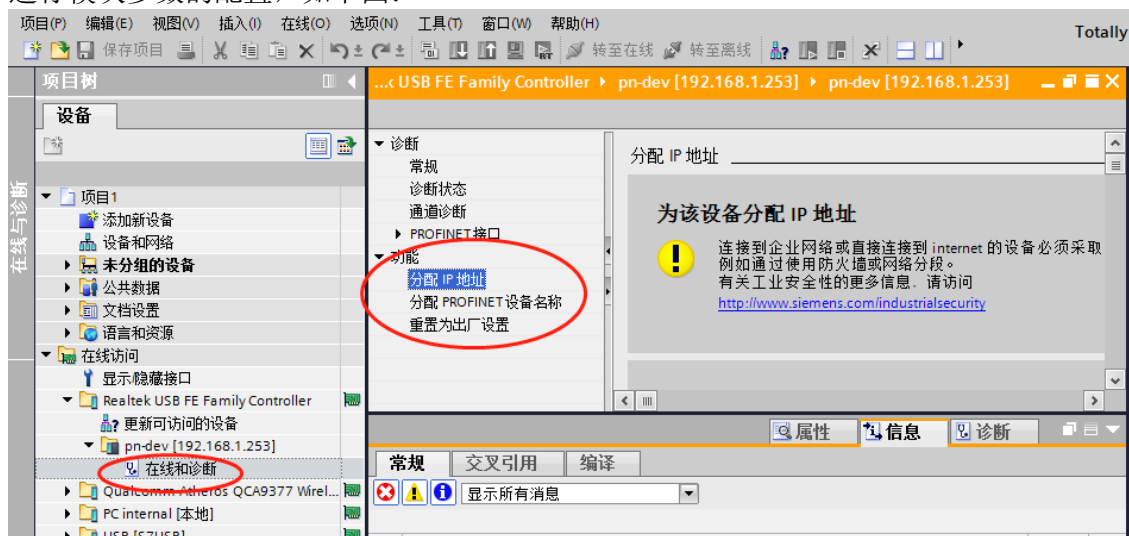 项目(P) 编辑(E) 视图(V) 插入(I) 在线(O) 选项(N) 工具(T) 窗口(W) 帮助(H)
Totally
保存项目 转至在线 转至离线
项目树
...< USB FE Family Controller ▸ pn-dev [192.168.1.253] ▸ pn-dev [192.168.1.253]
设备
在线与诊断
项目1
添加新设备
设备和网络
未分组的设备
公共数据
文档设置
语言和资源
在线访问
显示/隐藏接口
Realtek USB FE Family Controller
更新可访问的设备
pn-dev [192.168.1.253]
在线和诊断
Qualcomm Atheros QCA9377 Wirel...
PC internal [本地]
USB [S7USB]
诊断
常规
诊断状态
通道诊断
PROFINET接口
功能
分配 IP 地址
分配 PROFINET 设备名称
重置为出厂设置
分配 IP 地址
为该设备分配 IP 地址
连接到企业网络或直接连接到 internet 的设备必须采取
例如通过使用防火墙或网络分段。
有关工业安全性的更多信息. 请访问
http://www.siemens.com/industrialsecurity
属性 信息 诊断
常规 交叉引用 编译
显示所有消息